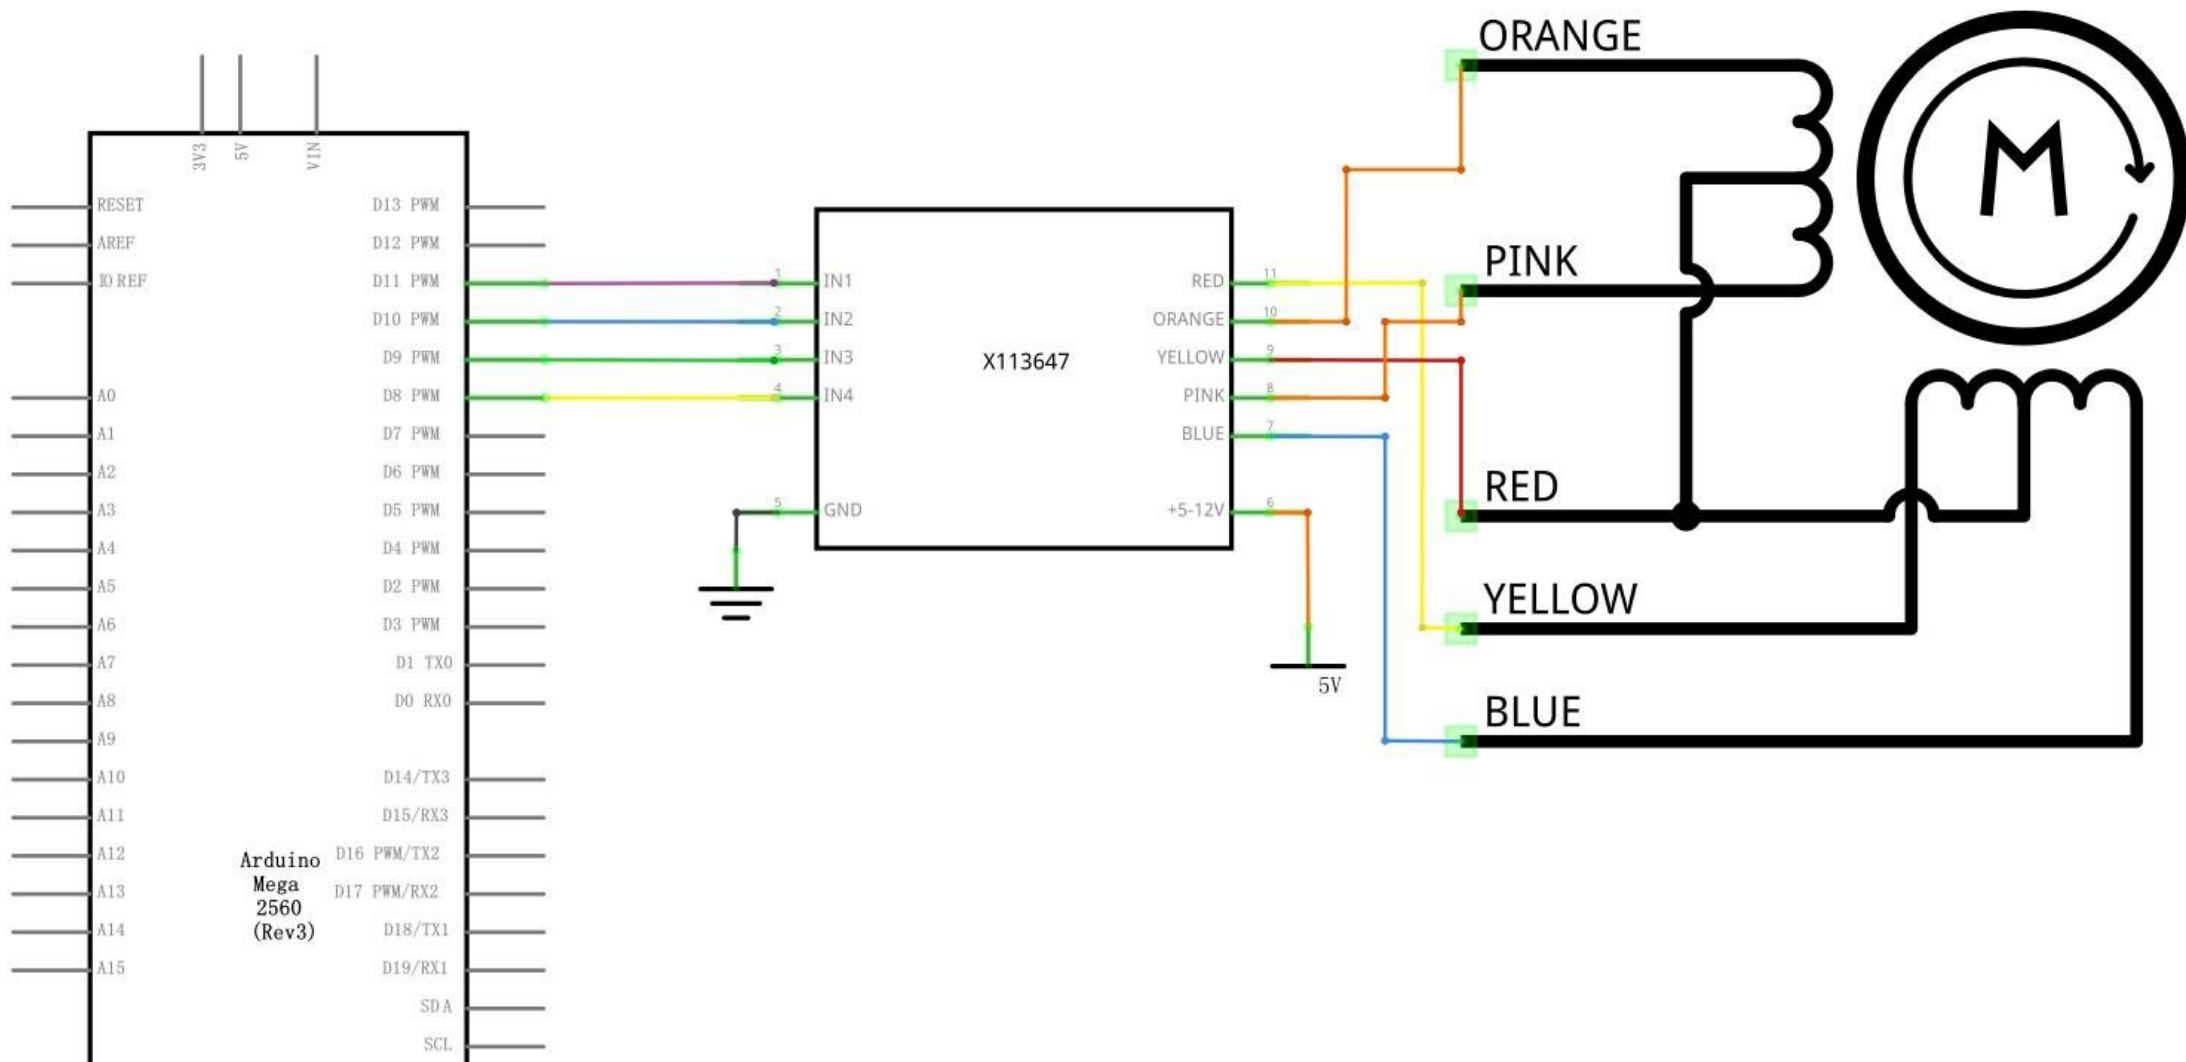 3V3
5V
VIN
RESET
AREF
IOREF
A0
A1
A2
A3
A4
A5
A6
A7
A8
A9
A10
A11
A12
A13
A14
A15
Arduino
Mega
2560
(Rev3)
D13 PWM
D12 PWM
D11 PWM
D10 PWM
D9 PWM
D8 PWM
D7 PWM
D6 PWM
D5 PWM
D4 PWM
D2 PWM
D3 PWM
D1 TX0
D0 RX0
D14/TX3
D15/RX3
D16 PWM/TX2
D17 PWM/RX2
D18/TX1
D19/RX1
SDA
SCL
1 IN1
2 IN2
3 IN3
4 IN4
5 GND
X113647
RED 11
ORANGE 10
YELLOW 9
PINK 8
BLUE 7
+5-12V 6
5V
ORANGE
PINK
RED
YELLOW
BLUE
M